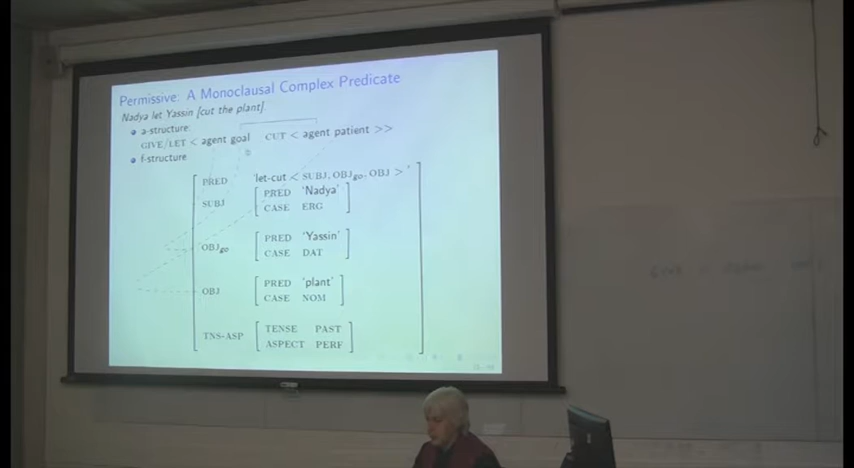 Permissive: A Monoclausal Complex Predicate
Nadya let Yassin [cut the plant].
a-structure
GIVE/LET < agent goal CUT < agent patient >>
f-structure
PRED 'let-cut < SUBJ, OBJgo, OBJ > '
SUBJ [ PRED 'Nadya' ]
CASE ERG
OBJgo [ PRED 'Yassin' ]
CASE DAT
OBJ [ PRED 'plant' ]
CASE NOM
TNS-ASP [ TENSE PAST ]
ASPECT PERF